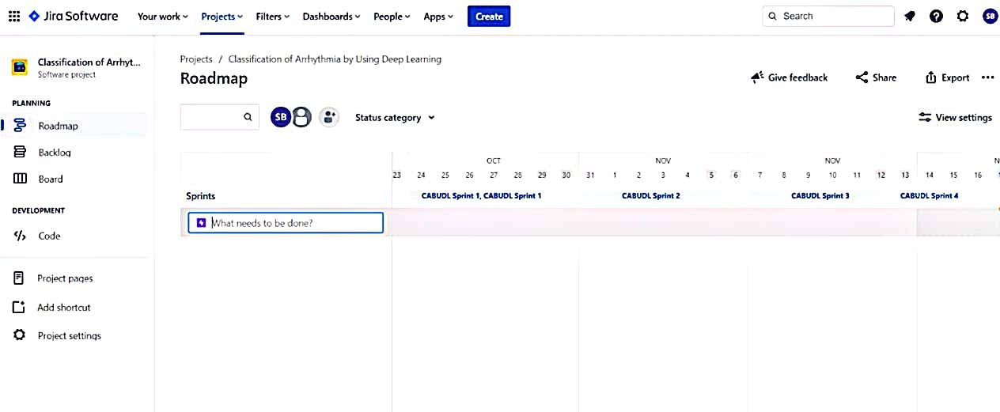 Jira Software Your work Projects Filters Dashboards People Apps Create Search SB
Classification of Arrhyt...
Software project
PLANNING
Roadmap
Backlog
Board
DEVELOPMENT
Code
Project pages
Add shortcut
Project settings
Projects / Classification of Arrhythmia by Using Deep Learning
Roadmap
Give feedback Share Export
SB Status category View settings
OCT NOV NOV
23 24 25 26 27 28 29 30 31 1 2 3 4 5 6 7 8 9 10 11 12 13 14 15 16
Sprints CABUDL Sprint 1, CABUDL Sprint 1 CABUDL Sprint 2 CABUDL Sprint 3 CABUDL Sprint 4
What needs to be done?